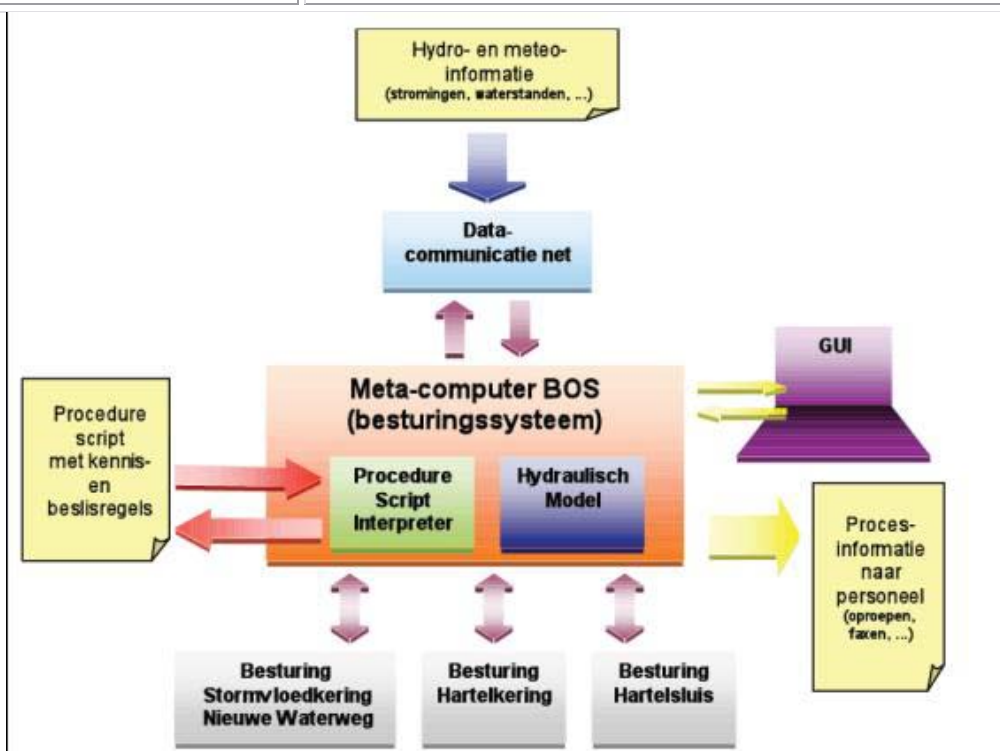 Hydro- en meteo-
informatie
(stromingen, waterstanden, ...)
Data-
communicatie net
GUI
Meta-computer BOS
(besturingssysteem)
Procedure
script
met kennis-
en
beslisregels
Procedure
Script
Interpreter
Hydraulisch
Model
Proces-
informatie
naar
personeel
(oproepen,
faxen, ...)
Besturing
Stormvloedkering
Nieuwe Waterweg
Besturing
Hartelkering
Besturing
Hartelsluis